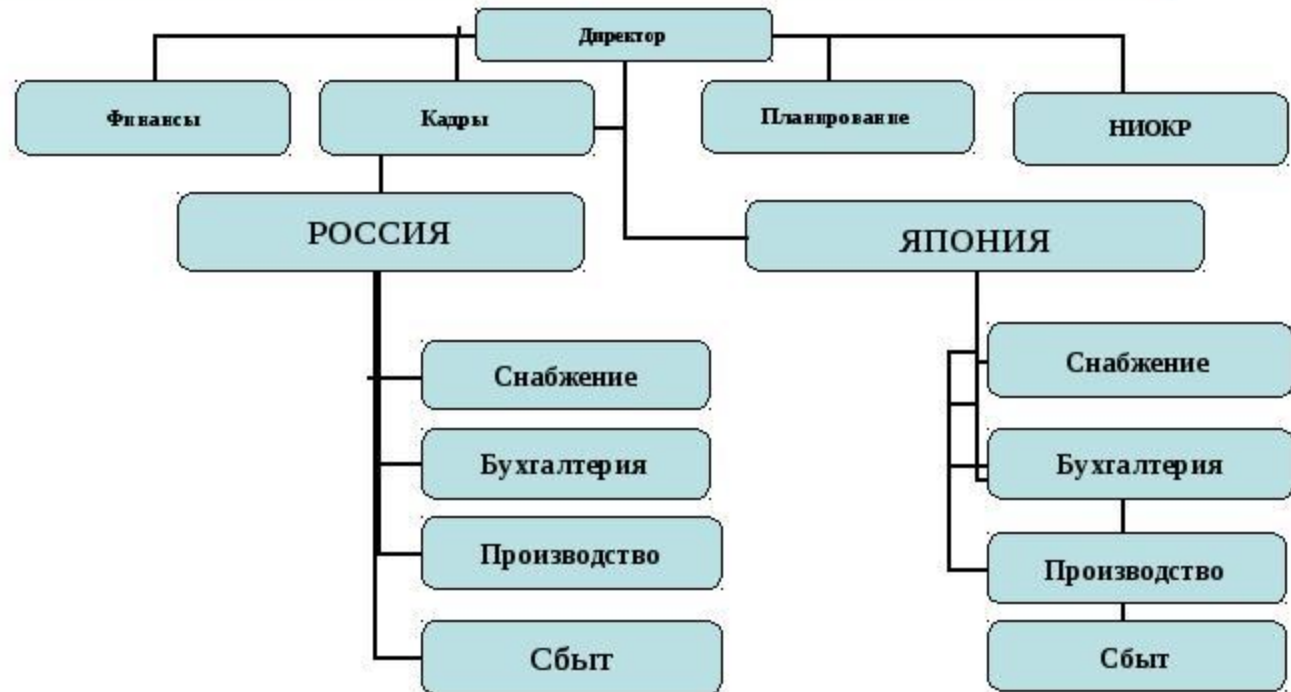 Директор
Финансы
Кадры
Планирование
НИОКР
РОССИЯ
ЯПОНИЯ
Снабжение
Бухгалтерия
Производство
Сбыт
Снабжение
Бухгалтерия
Производство
Сбыт